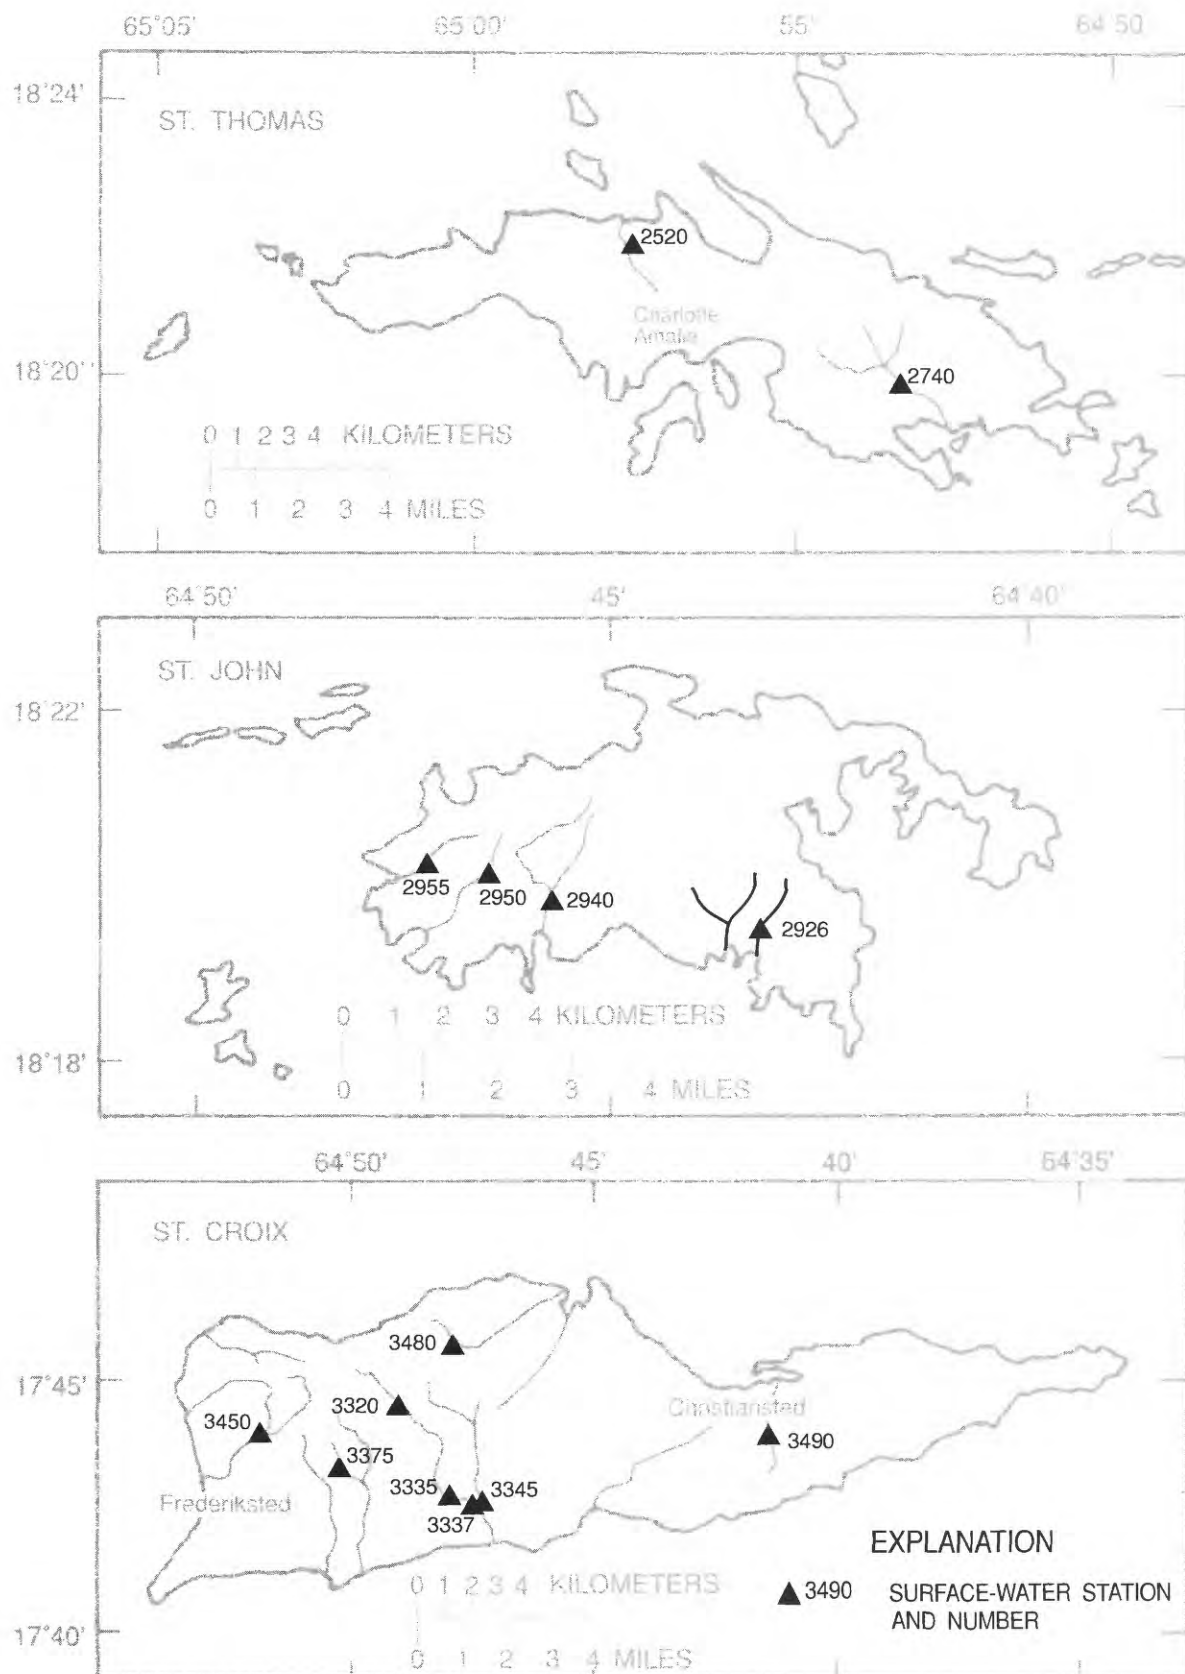 65°05' 65°00' 55' 64°50
18°24'
ST. THOMAS
2520
Charlotte
Amalie
18°20'
2740
0 1 2 3 4 KILOMETERS
0 1 2 3 4 MILES
64°50' 45' 64°40'
ST. JOHN
18°22'
2955 2950 2940
2926
0 1 2 3 4 KILOMETERS
18°18'
0 1 2 3 4 MILES
64°50' 45' 40' 64°35'
ST. CROIX
3480
17°45'
3320
Christiansted
3450
3490
3375
3335 3345
Frederiksted
3337
EXPLANATION
0 1 2 3 4 KILOMETERS
3490 SURFACE-WATER STATION
AND NUMBER
17°40'
0 1 2 3 4 MILES